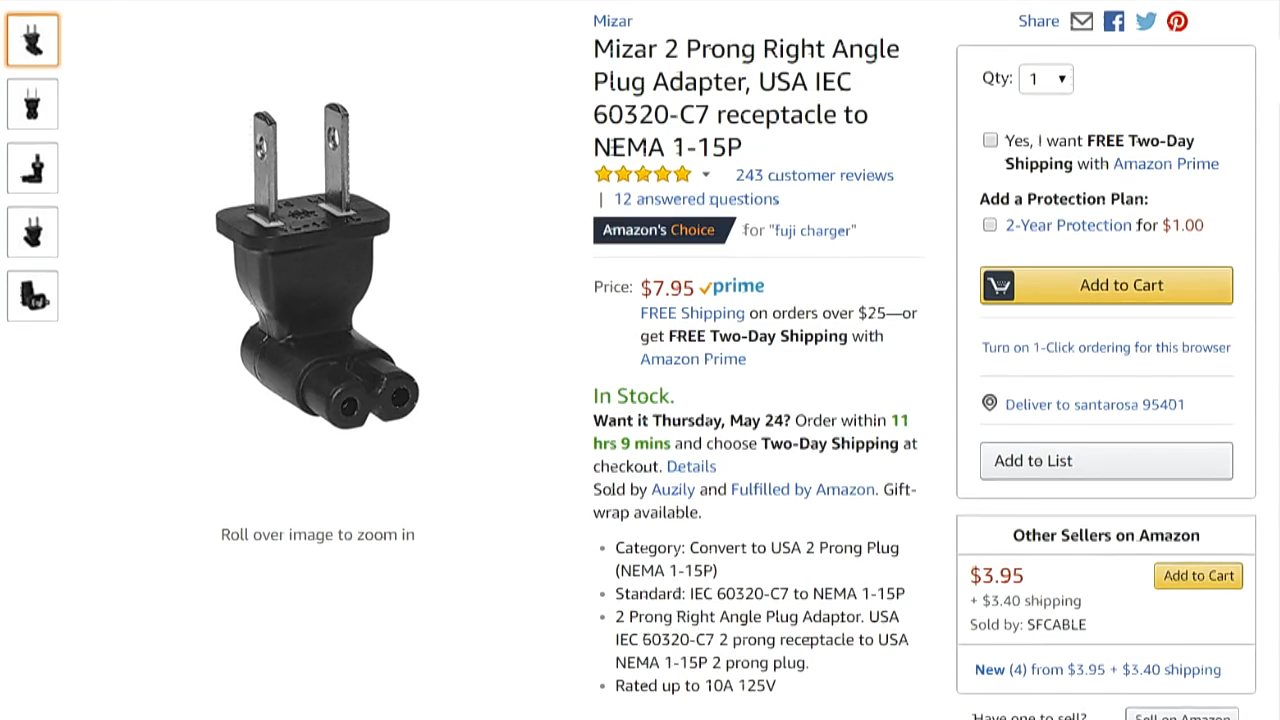 Mizar
Mizar 2 Prong Right Angle
Plug Adapter, USA IEC
60320-C7 receptacle to
NEMA 1-15P
243 customer reviews
| 12 answered questions
Amazon's Choice for "fuji charger"
Price: $7.95 prime
FREE Shipping on orders over $25—or
get FREE Two-Day Shipping with
Amazon Prime
In Stock.
Want it Thursday, May 24? Order within 11
hrs 9 mins and choose Two-Day Shipping at
checkout. Details
Sold by Auzily and Fulfilled by Amazon. Gift-
wrap available.
• Category: Convert to USA 2 Prong Plug
(NEMA 1-15P)
• Standard: IEC 60320-C7 to NEMA 1-15P
• 2 Prong Right Angle Plug Adaptor. USA
IEC 60320-C7 2 prong receptacle to USA
NEMA 1-15P 2 prong plug.
• Rated up to 10A 125V
Roll over image to zoom in
Share
Qty: 1
Yes, I want FREE Two-Day
Shipping with Amazon Prime
Add a Protection Plan:
2-Year Protection for $1.00
Add to Cart
Turn on 1-Click ordering for this browser
Deliver to santarosa 95401
Add to List
Other Sellers on Amazon
$3.95 Add to Cart
+ $3.40 shipping
Sold by: SFCABLE
New (4) from $3.95 + $3.40 shipping
Have one to sell? Sell on Amazon